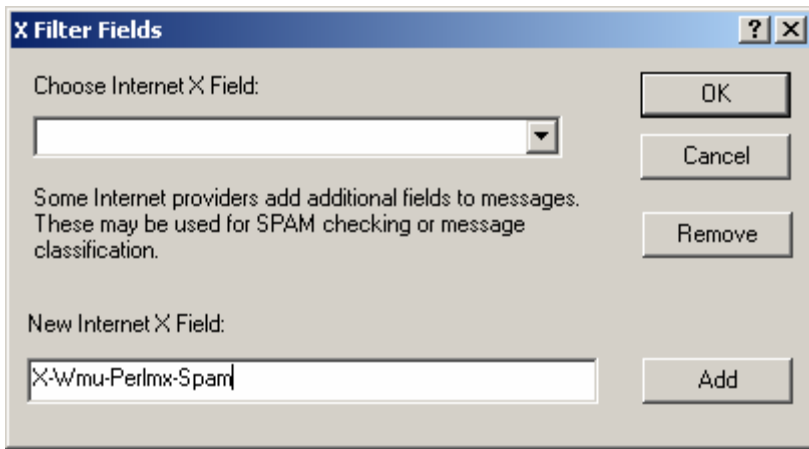 X Filter Fields
Choose Internet X Field:
OK
Cancel
Some Internet providers add additional fields to messages.
These may be used for SPAM checking or message
classification.
Remove
New Internet X Field:
X-Wmu-Perlmx-Spam
Add